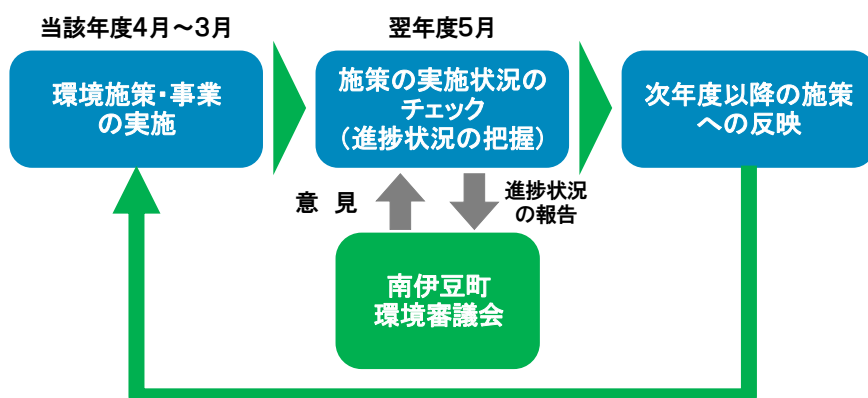 当該年度4月～3月
翌年度5月
環境施策・事業
の実施
施策の実施状況の
チェック
（進捗状況の把握）
次年度以降の施策
への反映
意 見
進捗状況
の報告
南伊豆町
環境審議会